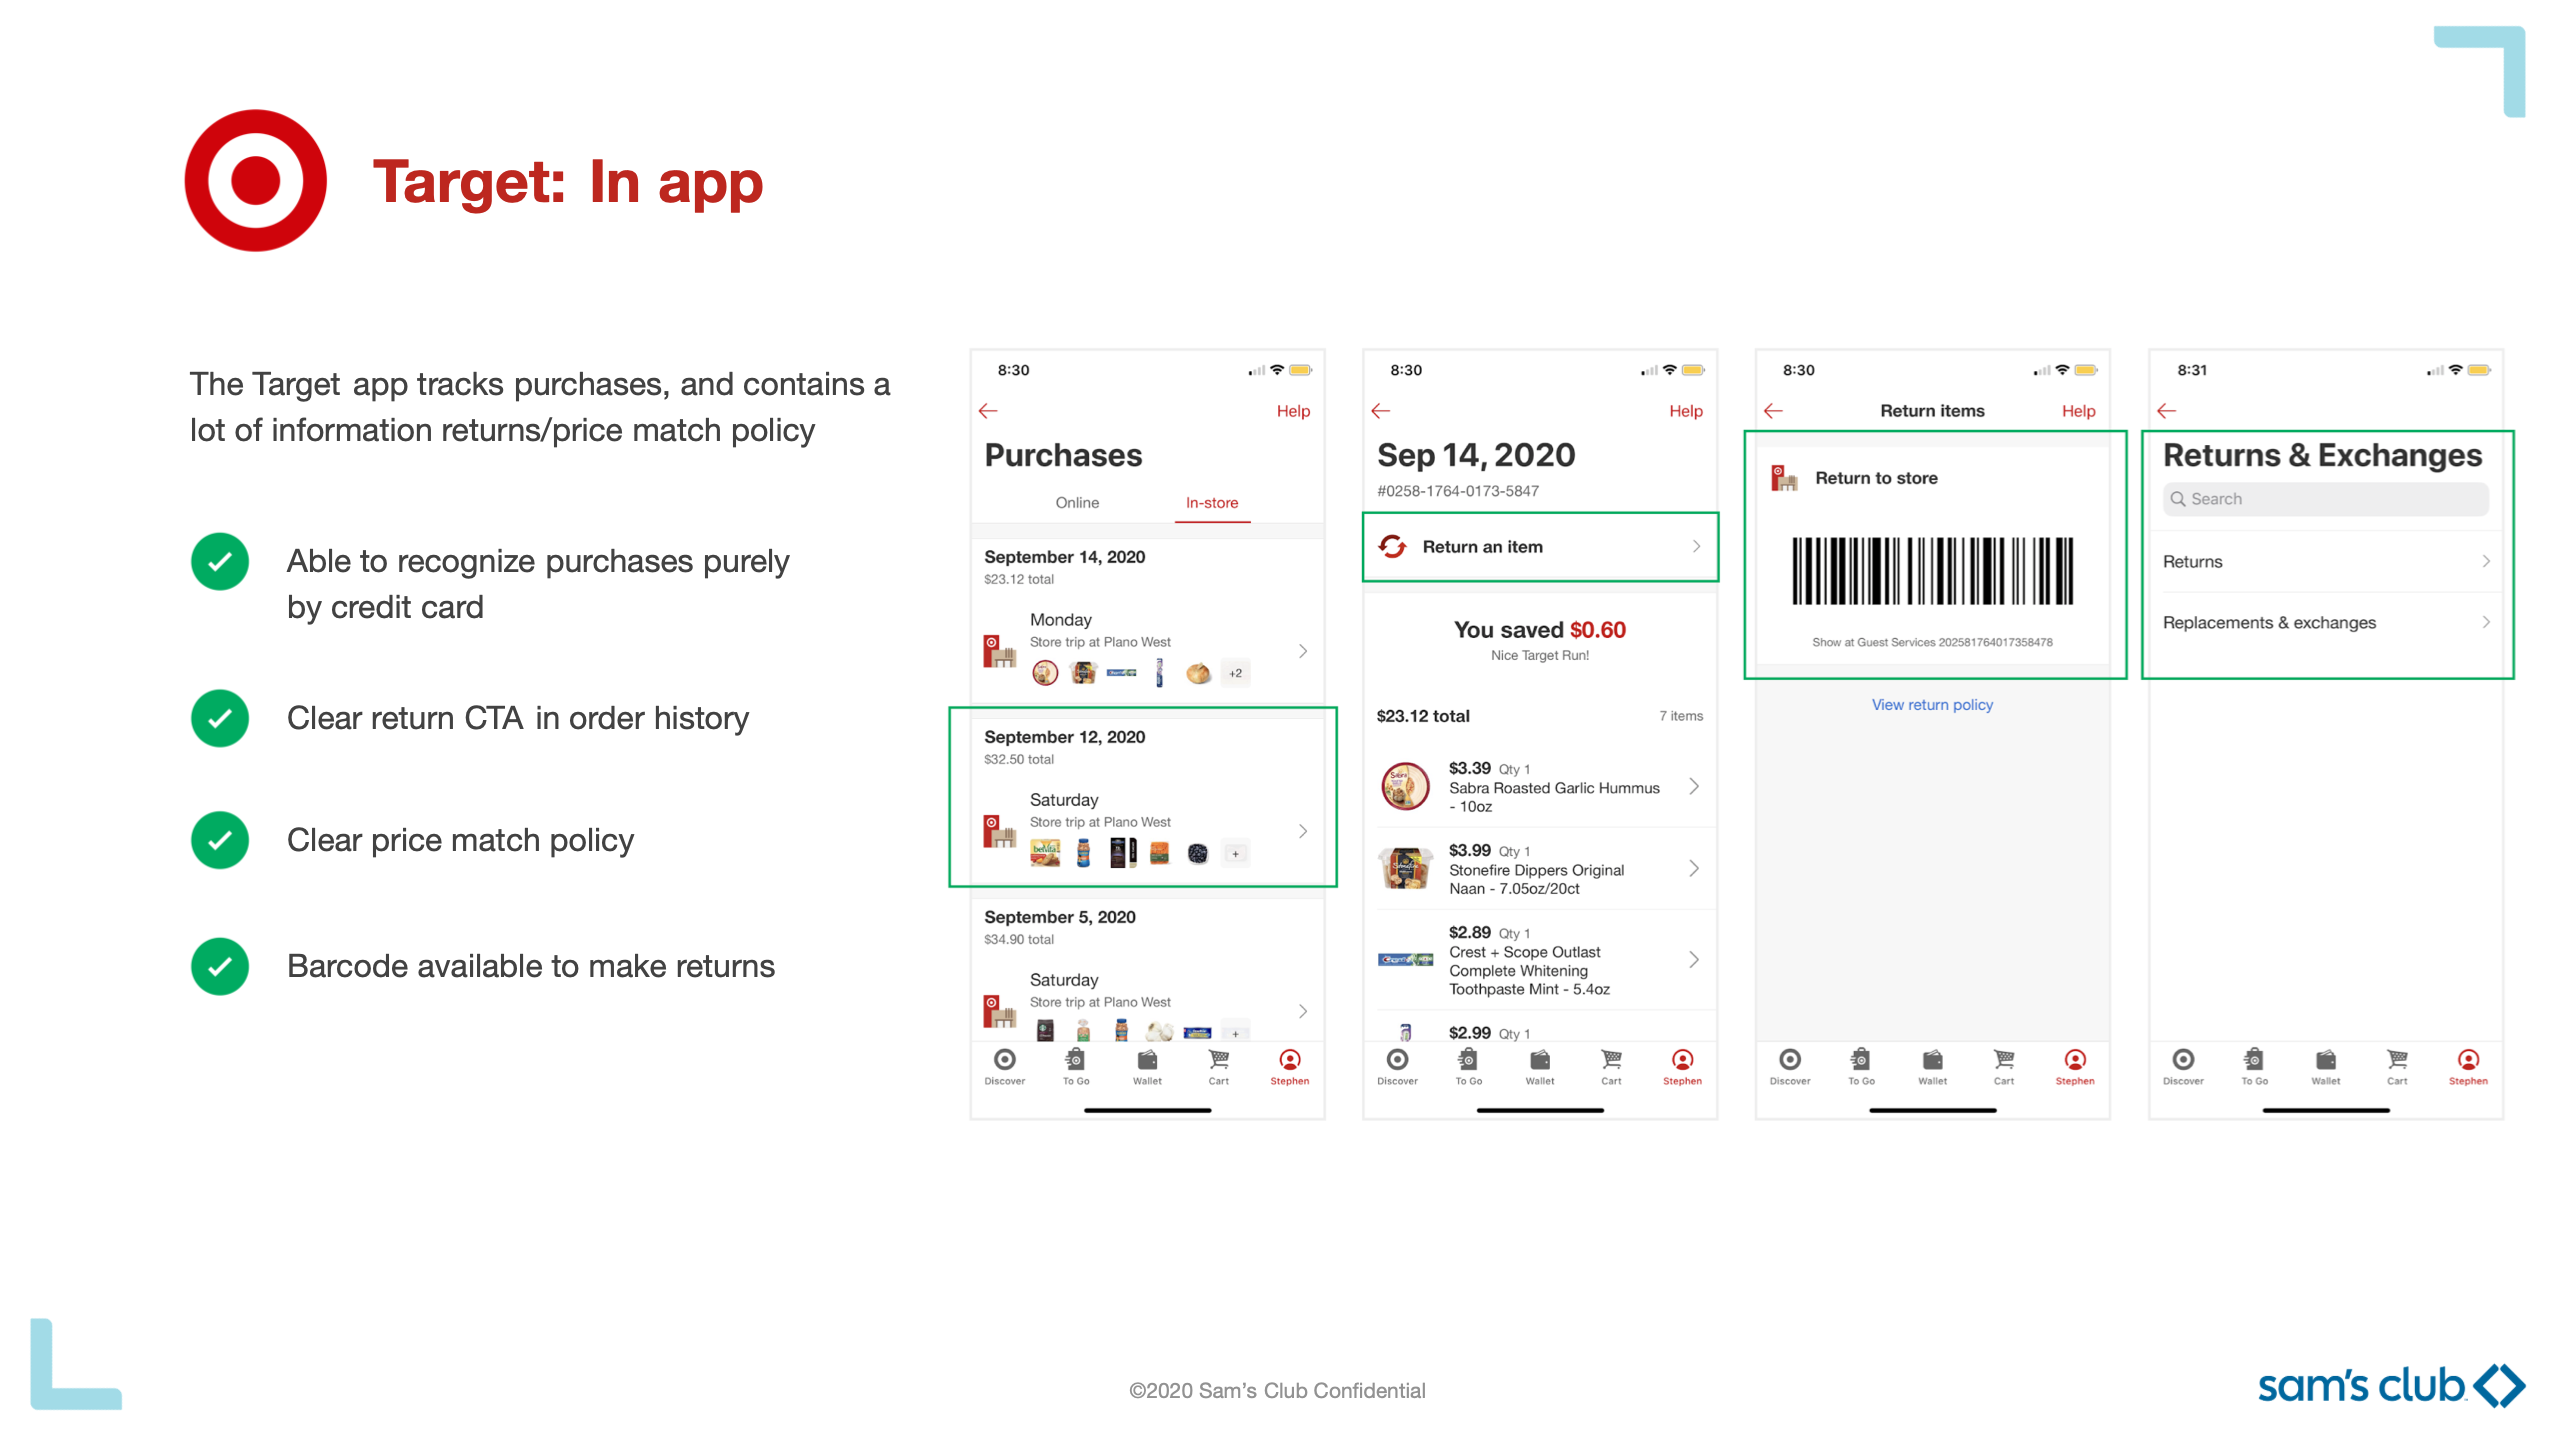 Target: In app
The Target app tracks purchases, and contains a
lot of information returns/price match policy
Able to recognize purchases purely
by credit card
Clear return CTA in order history
Clear price match policy
Barcode available to make returns
8:30
Help
Purchases
Online In-store
September 14, 2020
$23.12 total
Monday
Store trip at Plano West
+2
September 12, 2020
$32.50 total
Saturday
Store trip at Plano West
belVita
+
September 5, 2020
$34.90 total
Saturday
Store trip at Plano West
+
Discover To Go Wallet Cart Stephen
8:30
Help
Sep 14, 2020
#0258-1764-0173-5847
Return an item
You saved $0.60
Nice Target Run!
$23.12 total 7 items
Sabra
$3.39 Qty 1
Sabra Roasted Garlic Hummus
- 10oz
Stonefire
$3.99 Qty 1
Stonefire Dippers Original
Naan - 7.05oz/20ct
Crest
$2.89 Qty 1
Crest + Scope Outlast
Complete Whitening
Toothpaste Mint - 5.4oz
$2.99 Qty 1
Discover To Go Wallet Cart Stephen
8:30
Return items Help
Return to store
Show at Guest Services 202581764017358478
View return policy
Discover To Go Wallet Cart Stephen
8:31
Returns & Exchanges
Search
Returns
Replacements & exchanges
Discover To Go Wallet Cart Stephen
©2020 Sam's Club Confidential
sam's club